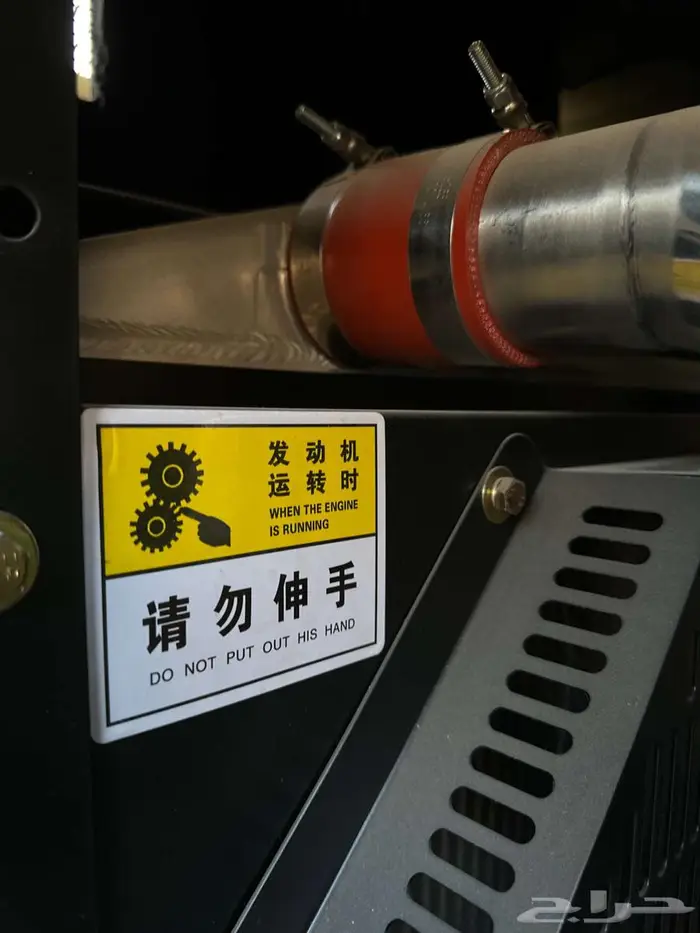 发动机
运转时
WHEN THE ENGINE
IS RUNNING
请勿伸手
DO NOT PUT OUT HIS HAND
حراج